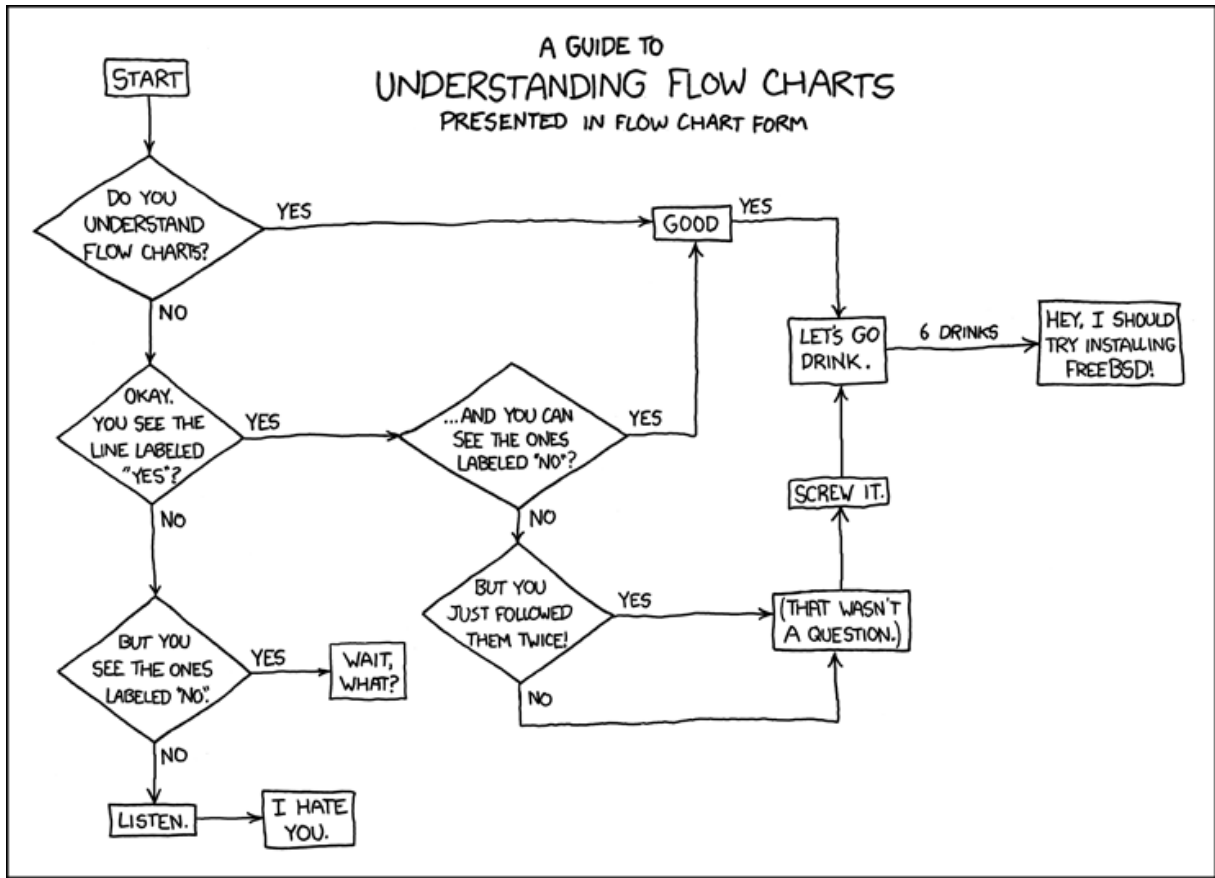 A GUIDE TO
UNDERSTANDING FLOW CHARTS
PRESENTED IN FLOW CHART FORM
START
DO YOU
UNDERSTAND
FLOW CHARTS?
YES
GOOD
YES
NO
LET'S GO
DRINK.
6 DRINKS
HEY, I SHOULD
TRY INSTALLING
FREEBSD!
OKAY.
YOU SEE THE
LINE LABELED
"YES"?
YES
...AND YOU CAN
SEE THE ONES
LABELED "NO"?
YES
NO
NO
SCREW IT.
BUT YOU
JUST FOLLOWED
THEM TWICE!
YES
(THAT WASN'T
A QUESTION.)
NO
BUT YOU
SEE THE ONES
LABELED "NO".
YES
WAIT,
WHAT?
NO
LISTEN.
I HATE
YOU.